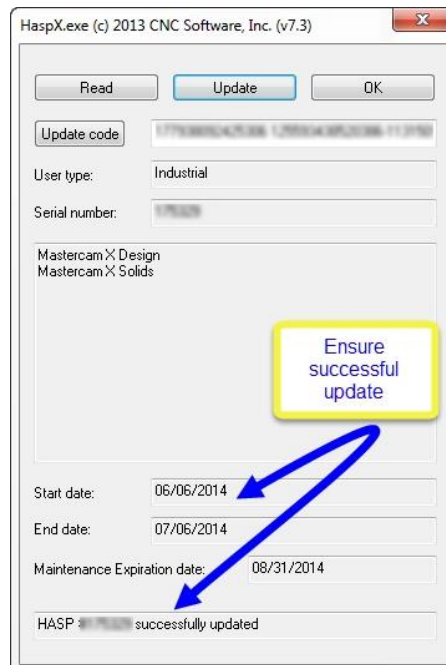 HaspX.exe (c) 2013 CNC Software, Inc. (v7.3)
Read Update OK
Update code
User type: Industrial
Serial number:
Mastercam X Design
Mastercam X Solids
Ensure
successful
update
Start date: 06/06/2014
End date: 07/06/2014
Maintenance Expiration date: 08/31/2014
HASP successfully updated